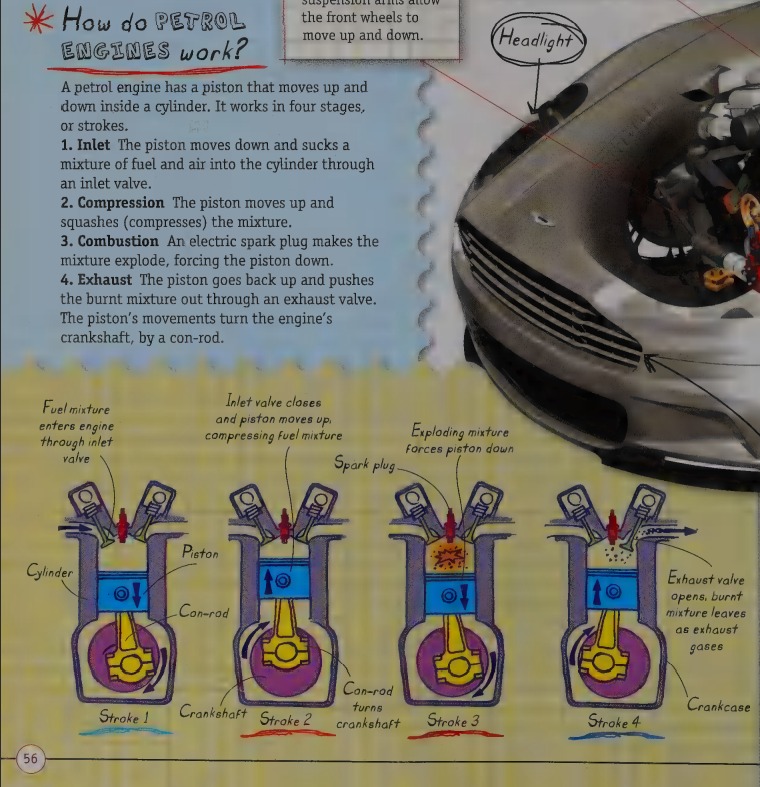 suspension arms allow
the front wheels to
move up and down.
How do PETROL
ENGINES work?
A petrol engine has a piston that moves up and
down inside a cylinder. It works in four stages,
or strokes.
1. Inlet The piston moves down and sucks a
mixture of fuel and air into the cylinder through
an inlet valve.
2. Compression The piston moves up and
squashes (compresses) the mixture.
3. Combustion An electric spark plug makes the
mixture explode, forcing the piston down.
4. Exhaust The piston goes back up and pushes
the burnt mixture out through an exhaust valve.
The piston's movements turn the engine's
crankshaft, by a con-rod.
Headlight
Fuel mixture
enters engine
through inlet
valve
Inlet valve closes
and piston moves up,
compressing fuel mixture
Spark plug
Exploding mixture
forces piston down
Cylinder
Piston
Con-rod
Exhaust valve
opens, burnt
mixture leaves
as exhaust
gases
Crankshaft
Con-rod
turns
crankshaft
Crankcase
Stroke 1
Stroke 2
Stroke 3
Stroke 4
56